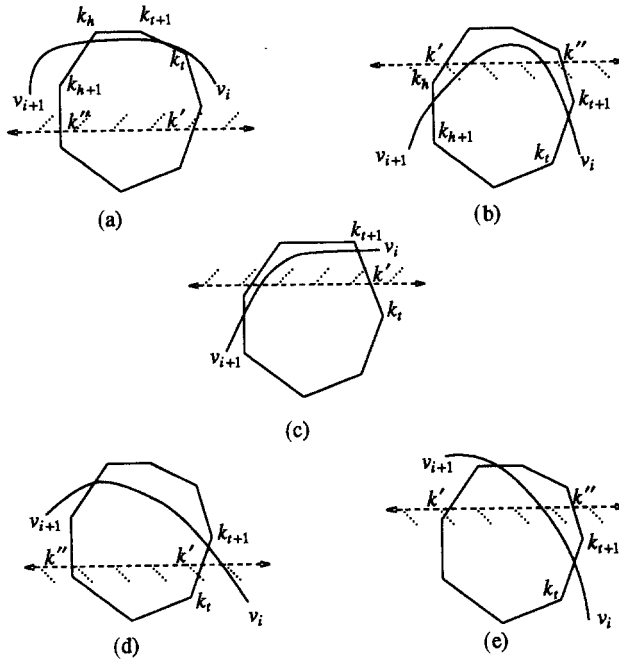 k_h k_{t+1}
k_t
k_{h+1}
v_{i+1} v_i
k'' k'
(a)
k' k''
k_h
k_{t+1}
k_{h+1}
v_{i+1} k_t v_i
(b)
k_{t+1}
v_i
k'
k_t
v_{i+1}
(c)
v_{i+1}
k_{t+1}
k'' k'
k_t
v_i
(d)
v_{i+1}
k' k''
k_{t+1}
k_t
v_i
(e)